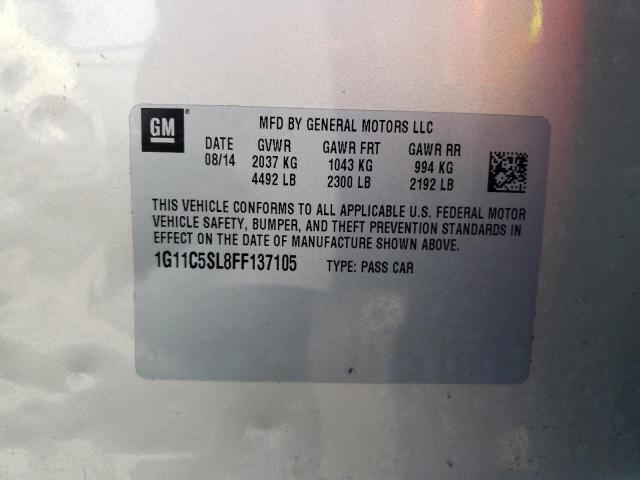 GM ®
MFD BY GENERAL MOTORS LLC
DATE GVWR GAWR FRT GAWR RR
08/14 2037 KG 1043 KG 994 KG
4492 LB 2300 LB 2192 LB
THIS VEHICLE CONFORMS TO ALL APPLICABLE U.S. FEDERAL MOTOR
VEHICLE SAFETY, BUMPER, AND THEFT PREVENTION STANDARDS IN
EFFECT ON THE DATE OF MANUFACTURE SHOWN ABOVE.
1G11C5SL8FF137105 TYPE: PASS CAR